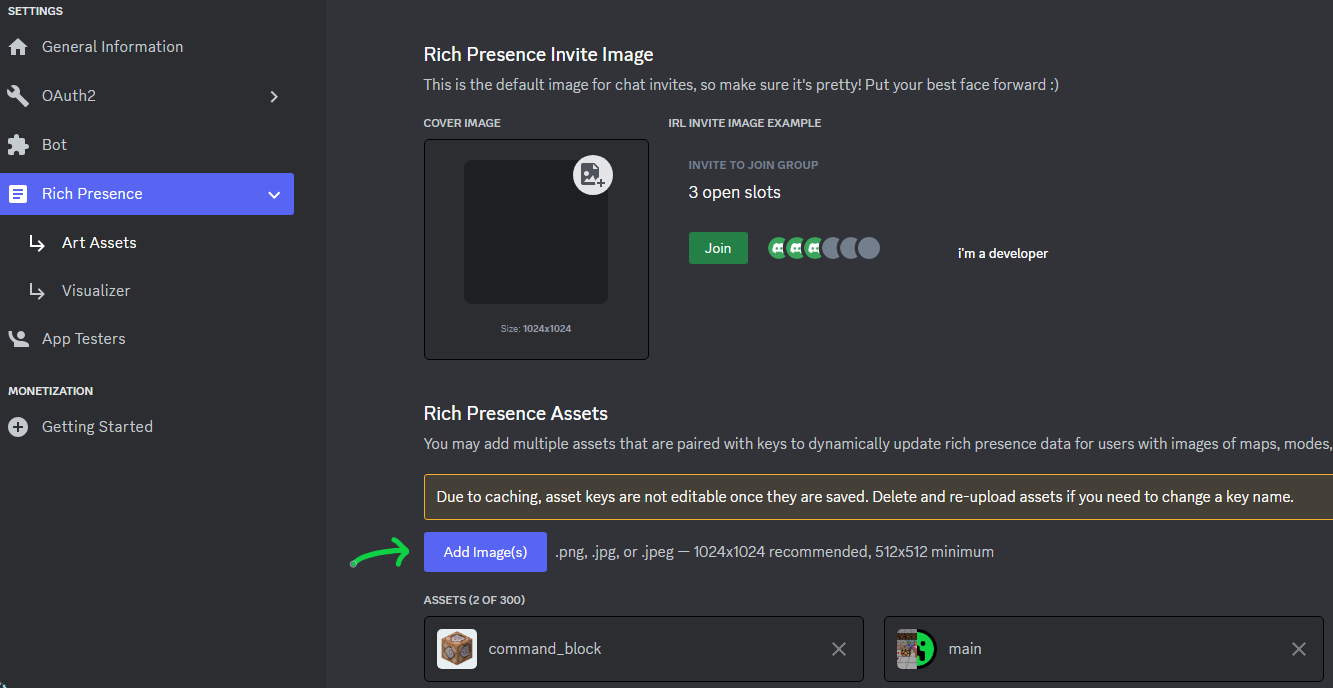 SETTINGS
General Information
OAuth2
Bot
Rich Presence
Art Assets
Visualizer
App Testers
MONETIZATION
Getting Started
Rich Presence Invite Image
This is the default image for chat invites, so make sure it's pretty! Put your best face forward :)
COVER IMAGE
Size: 1024x1024
IRL INVITE IMAGE EXAMPLE
INVITE TO JOIN GROUP
3 open slots
Join
i'm a developer
Rich Presence Assets
You may add multiple assets that are paired with keys to dynamically update rich presence data for users with images of maps, modes,
Due to caching, asset keys are not editable once they are saved. Delete and re-upload assets if you need to change a key name.
Add Image(s) .png, .jpg, or .jpeg — 1024x1024 recommended, 512x512 minimum
ASSETS (2 OF 300)
command_block
main